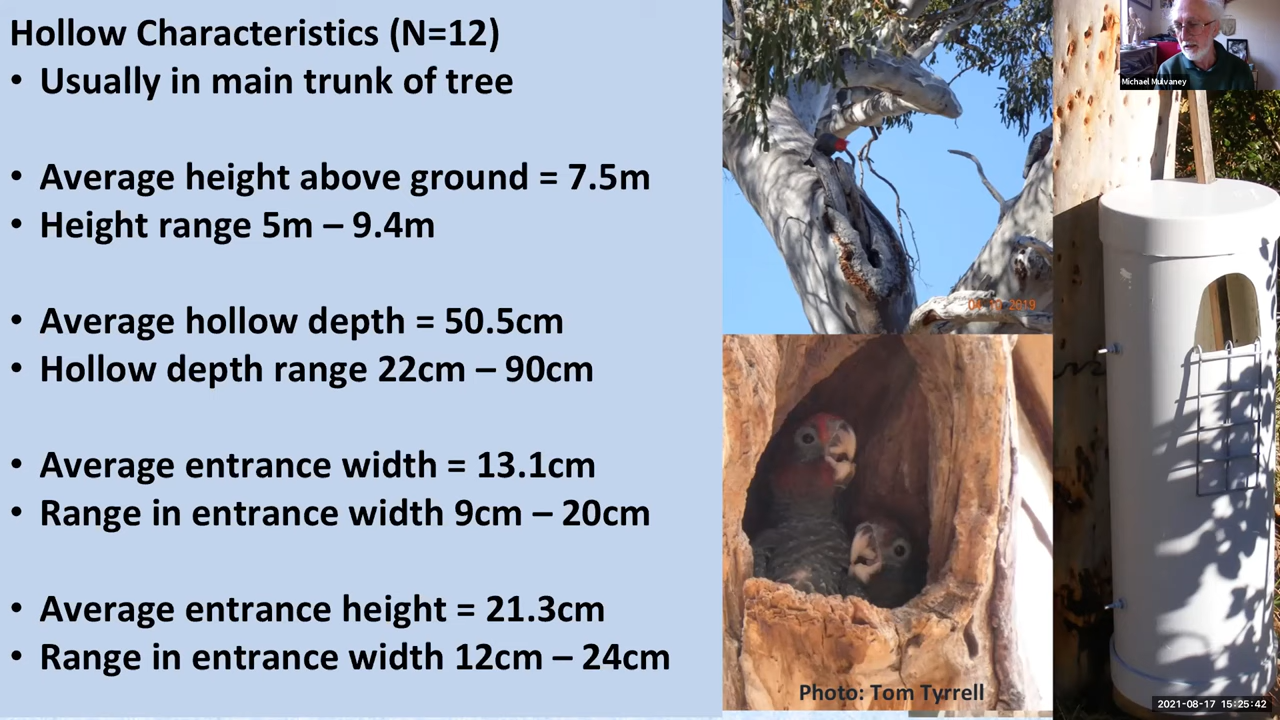 Hollow Characteristics (N=12)
• Usually in main trunk of tree
• Average height above ground = 7.5m
• Height range 5m – 9.4m
• Average hollow depth = 50.5cm
• Hollow depth range 22cm – 90cm
• Average entrance width = 13.1cm
• Range in entrance width 9cm – 20cm
• Average entrance height = 21.3cm
• Range in entrance width 12cm – 24cm
Photo: Tom Tyrrell
Michael Mulvaney
2021-08-17 15:25:42